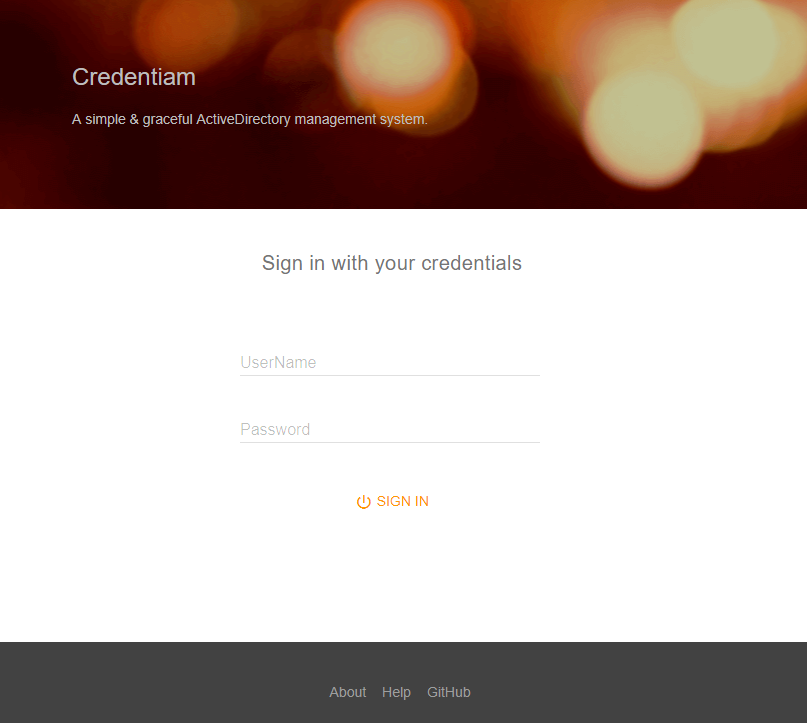 Credentiam
A simple & graceful ActiveDirectory management system.
Sign in with your credentials
UserName
Password
SIGN IN
About Help GitHub